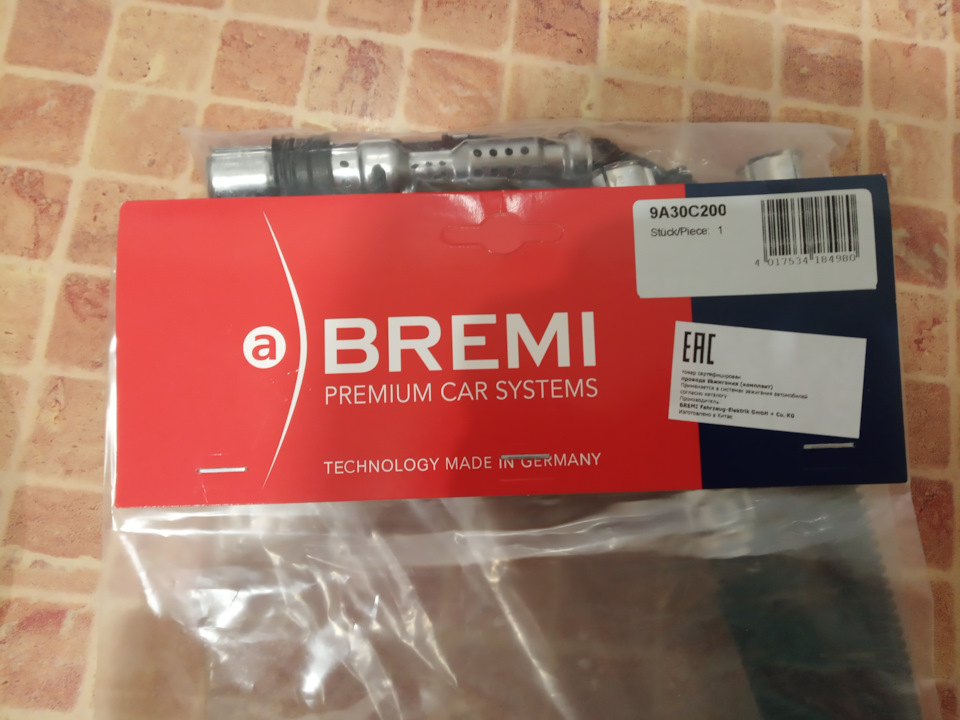 9A30C200
Stück/Piece: 1
4 017534 184980
a
BREMI
PREMIUM CAR SYSTEMS
TECHNOLOGY MADE IN GERMANY
EAC
товар сертифицирован
провода зажигания (комплект)
Применяется в системах зажигания автомобилей
согласно каталогу
Производитель:
BREMI Fahrzeug-Elektrik GmbH + Co. KG
Изготовлено в Китае